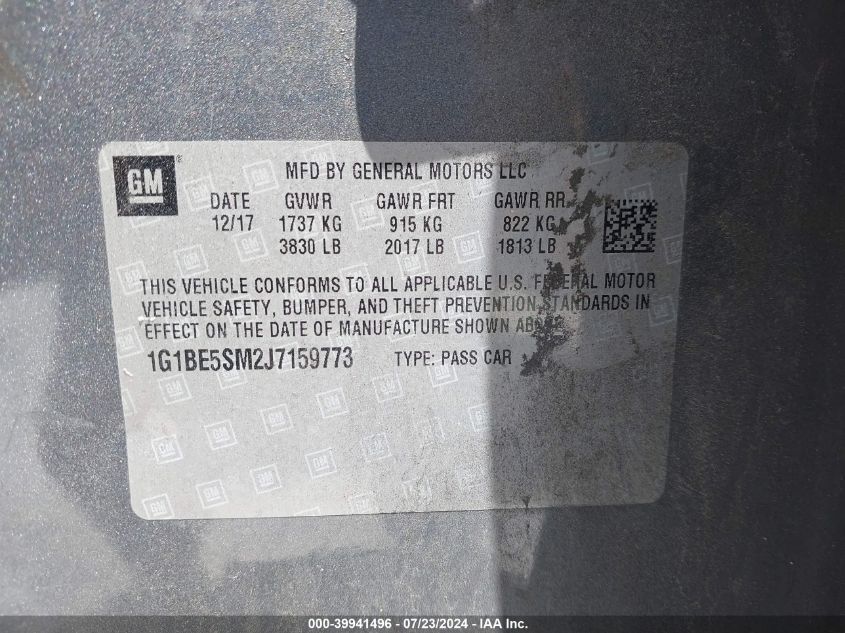 GM ®
MFD BY GENERAL MOTORS LLC
DATE GVWR GAWR FRT GAWR RR
12/17 1737 KG 915 KG 822 KG
3830 LB 2017 LB 1813 LB
THIS VEHICLE CONFORMS TO ALL APPLICABLE U.S. FEDERAL MOTOR
VEHICLE SAFETY, BUMPER, AND THEFT PREVENTION STANDARDS IN
EFFECT ON THE DATE OF MANUFACTURE SHOWN ABOVE
1G1BE5SM2J7159773 TYPE: PASS CAR
000-39941496 - 07/23/2024 - IAA Inc.